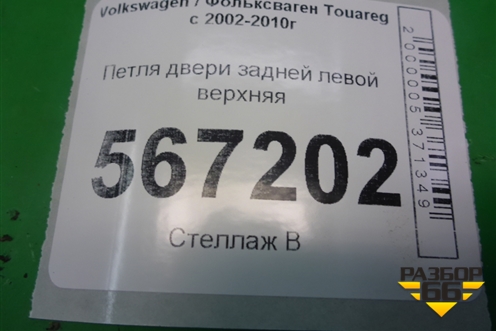 Volkswagen / Фольксваген Touareg
с 2002-2010г
Петля двери задней левой
верхняя
567202
Стеллаж В
2000005371349
РАЗБОР
66